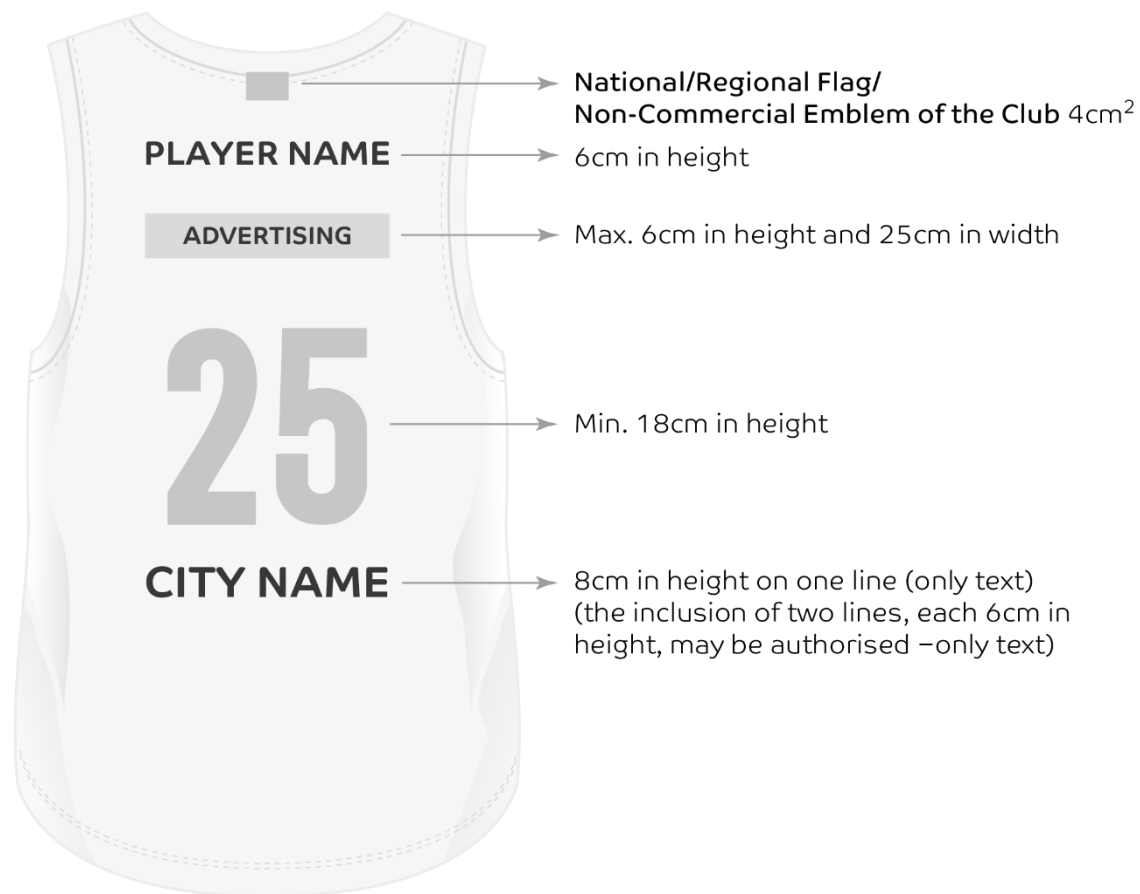 National/Regional Flag/
Non-Commercial Emblem of the Club 4cm²
PLAYER NAME
6cm in height
ADVERTISING
Max. 6cm in height and 25cm in width
25
Min. 18cm in height
CITY NAME
8cm in height on one line (only text)
(the inclusion of two lines, each 6cm in
height, may be authorised –only text)